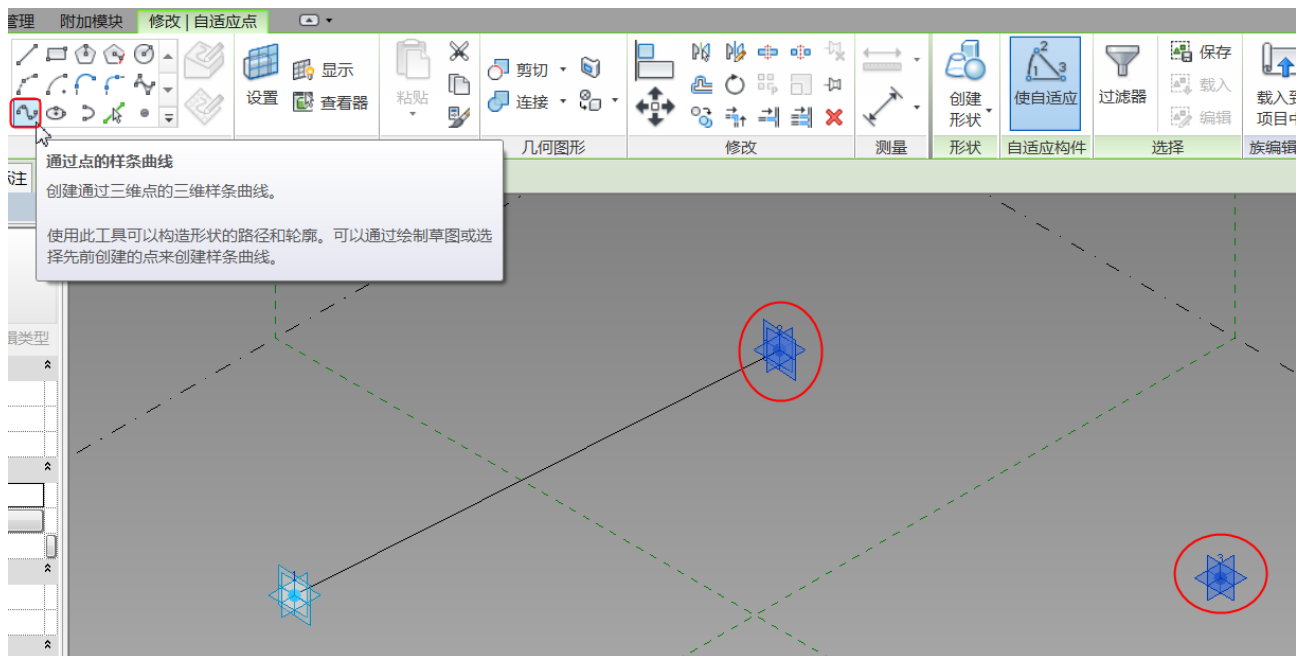 管理 附加模块 修改 | 自适应点
显示
剪切
保存
设置
粘贴
创建
形状
使自适应
过滤器
载入
载入到
项目中
查看器
连接
编辑
几何图形
修改
测量
形状
自适应构件
选择
族编辑
标注
通过点的样条曲线
创建通过三维点的三维样条曲线。
使用此工具可以构造形状的路径和轮廓。可以通过绘制草图或选
择先前创建的点来创建样条曲线。
辑类型
2
1
3